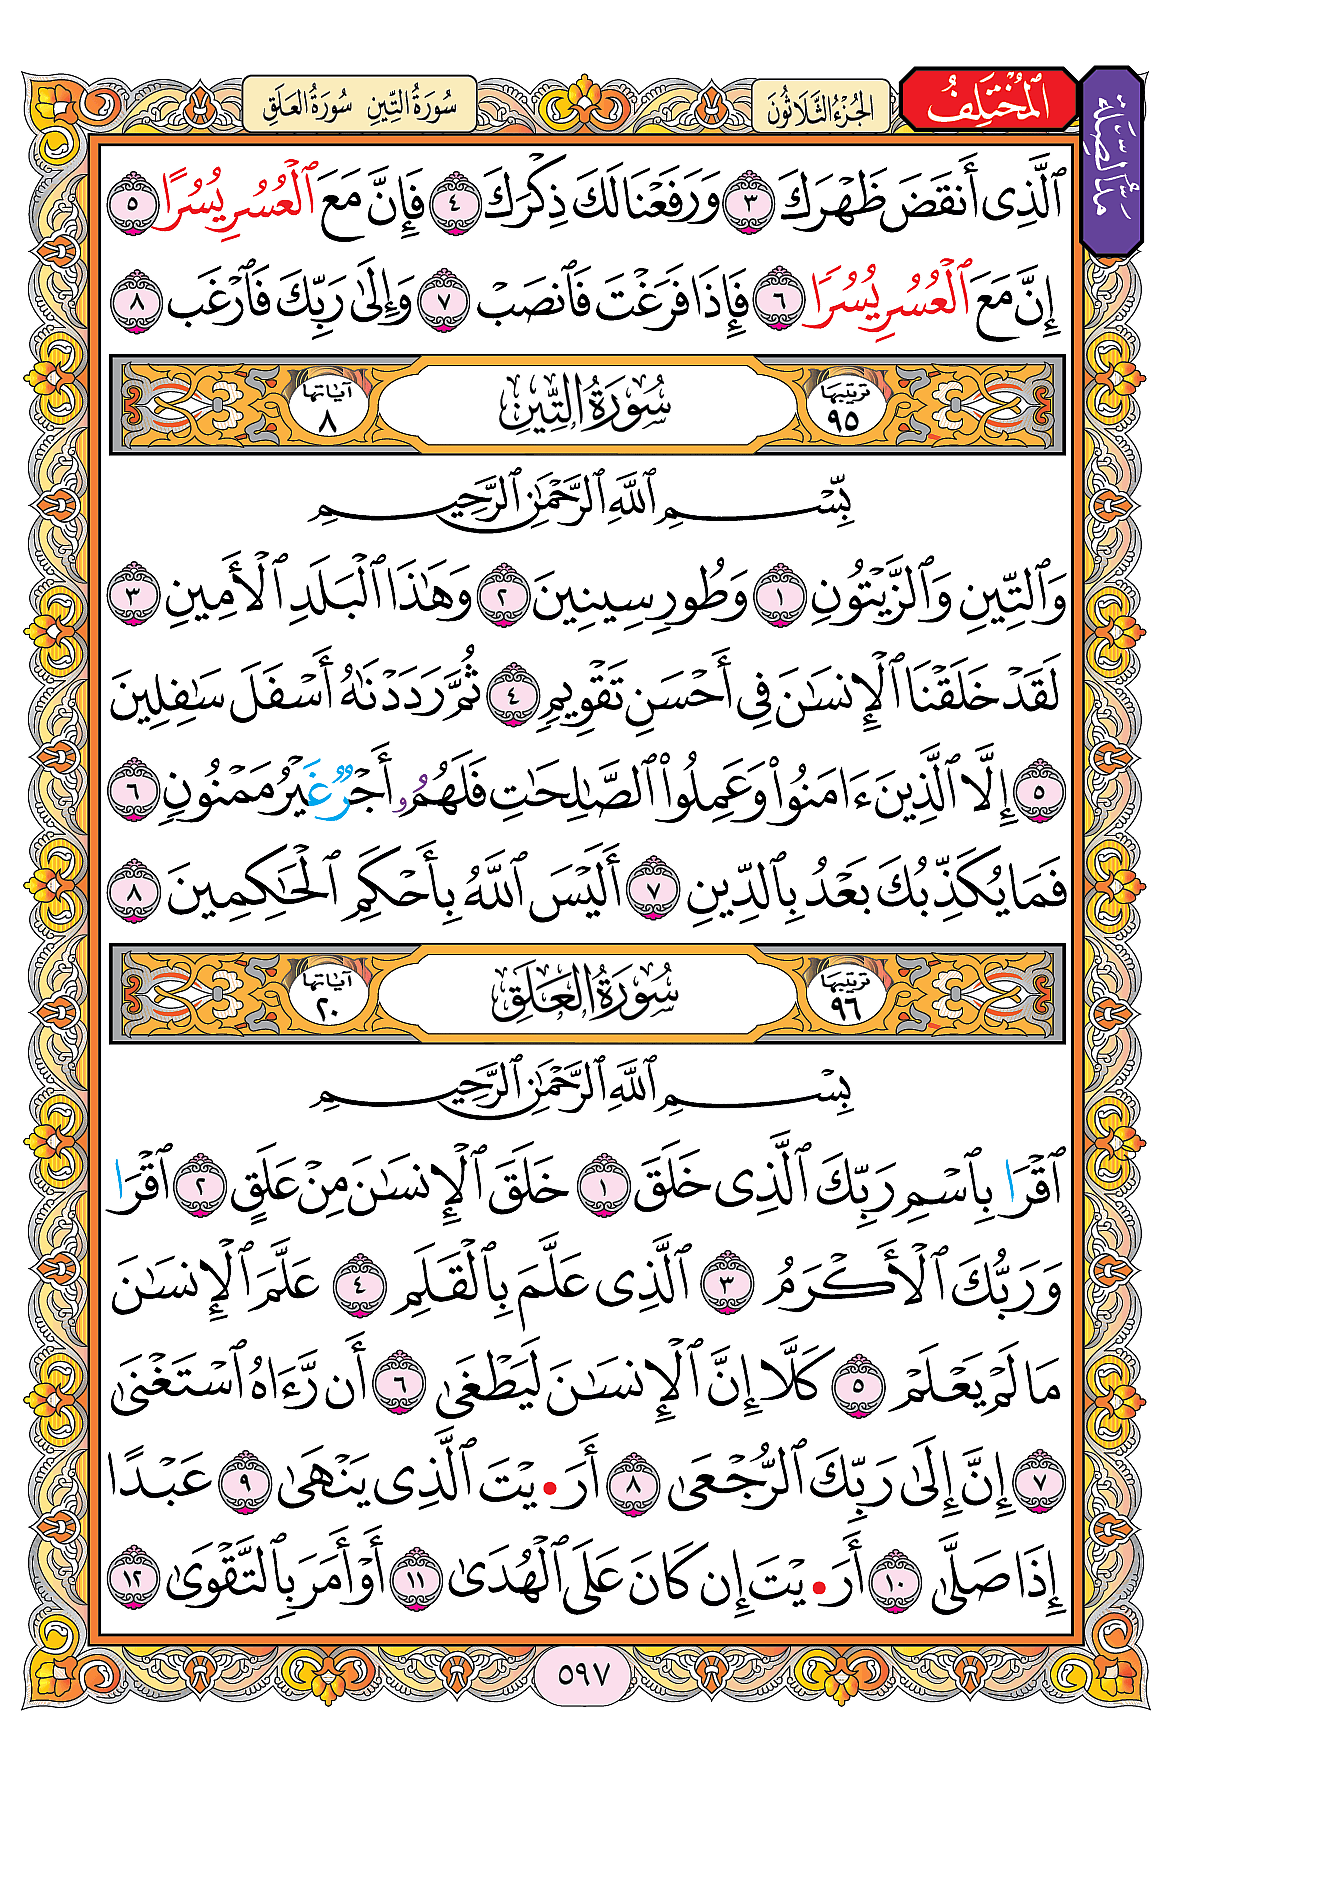 سُورَةُ التِّينِ سُورَةُ العَلَقِ
الجُزْءُ الثَّلَاثُونَ
ٱلْمُخْتَلِفُ
مَدُّ الصِّلَة
ٱلَّذِى أَنقَضَ ظَهْرَكَ ٣ وَرَفَعْنَا لَكَ ذِكْرَكَ ٤ فَإِنَّ مَعَ ٱلْعُسُرِ يُسُرًا ٥
إِنَّ مَعَ ٱلْعُسُرِ يُسُرًا ٦ فَإِذَا فَرَغْتَ فَٱنصَبْ ٧ وَإِلَىٰ رَبِّكَ فَٱرْغَب ٨
ترتيبها ٩٥ سُورَةُ التِّينِ آياتها ٨
بِّسْمِ ٱللَّهِ ٱلرَّحْمَٰنِ ٱلرَّحِيمِ
وَٱلتِّينِ وَٱلزَّيْتُونِ ١ وَطُورِ سِينِينَ ٢ وَهَٰذَا ٱلْبَلَدِ ٱلْأَمِينِ ٣
لَقَدْ خَلَقْنَا ٱلْإِنسَٰنَ فِى أَحْسَنِ تَقْوِيمٍ ٤ ثُمَّ رَدَدْنَٰهُ أَسْفَلَ سَٰفِلِينَ
٥ إِلَّا ٱلَّذِينَ ءَامَنُوا۟ وَعَمِلُوا۟ ٱلصَّٰلِحَٰتِ فَلَهُمُۥ أَجْرٌ غَيْرُ مَمْنُونٍ ٦
فَمَا يُكَذِّبُكَ بَعْدُ بِٱلدِّينِ ٧ أَلَيْسَ ٱللَّهُ بِأَحْكَمِ ٱلْحَٰكِمِينَ ٨
ترتيبها ٩٦ سُورَةُ العَلَقِ آياتها ٢٠
بِسْمِ ٱللَّهِ ٱلرَّحْمَٰنِ ٱلرَّحِيمِ
ٱقْرَا بِٱسْمِ رَبِّكَ ٱلَّذِى خَلَقَ ١ خَلَقَ ٱلْإِنسَٰنَ مِنْ عَلَقٍ ٢ ٱقْرَا
وَرَبُّكَ ٱلْأَكْرَمُ ٣ ٱلَّذِى عَلَّمَ بِٱلْقَلَمِ ٤ عَلَّمَ ٱلْإِنسَٰنَ
مَا لَمْ يَعْلَمْ ٥ كَلَّا إِنَّ ٱلْإِنسَٰنَ لَيَطْغَىٰ ٦ أَن رَّءَاهُ ٱسْتَغْنَىٰ
٧ إِنَّ إِلَىٰ رَبِّكَ ٱلرُّجْعَىٰ ٨ أَرَ•يْتَ ٱلَّذِى يَنْهَىٰ ٩ عَبْدًا
إِذَا صَلَّىٰ ١٠ أَرَ•يْتَ إِن كَانَ عَلَى ٱلْهُدَىٰ ١١ أَوْ أَمَرَ بِٱلتَّقْوَىٰ ١٢
٥٩٧